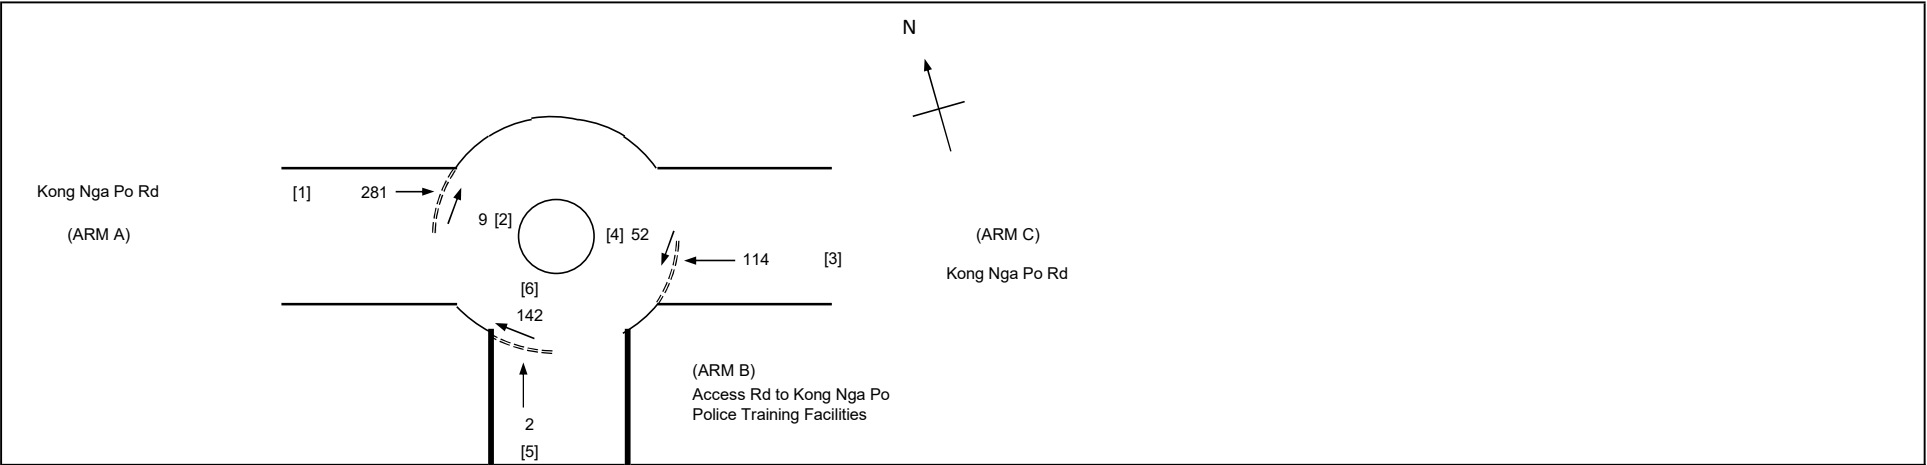 N
Kong Nga Po Rd
[1] 281
9 [2]
[4] 52
(ARM A)
(ARM C)
114 [3]
Kong Nga Po Rd
[6]
142
(ARM B)
Access Rd to Kong Nga Po
Police Training Facilities
2
[5]